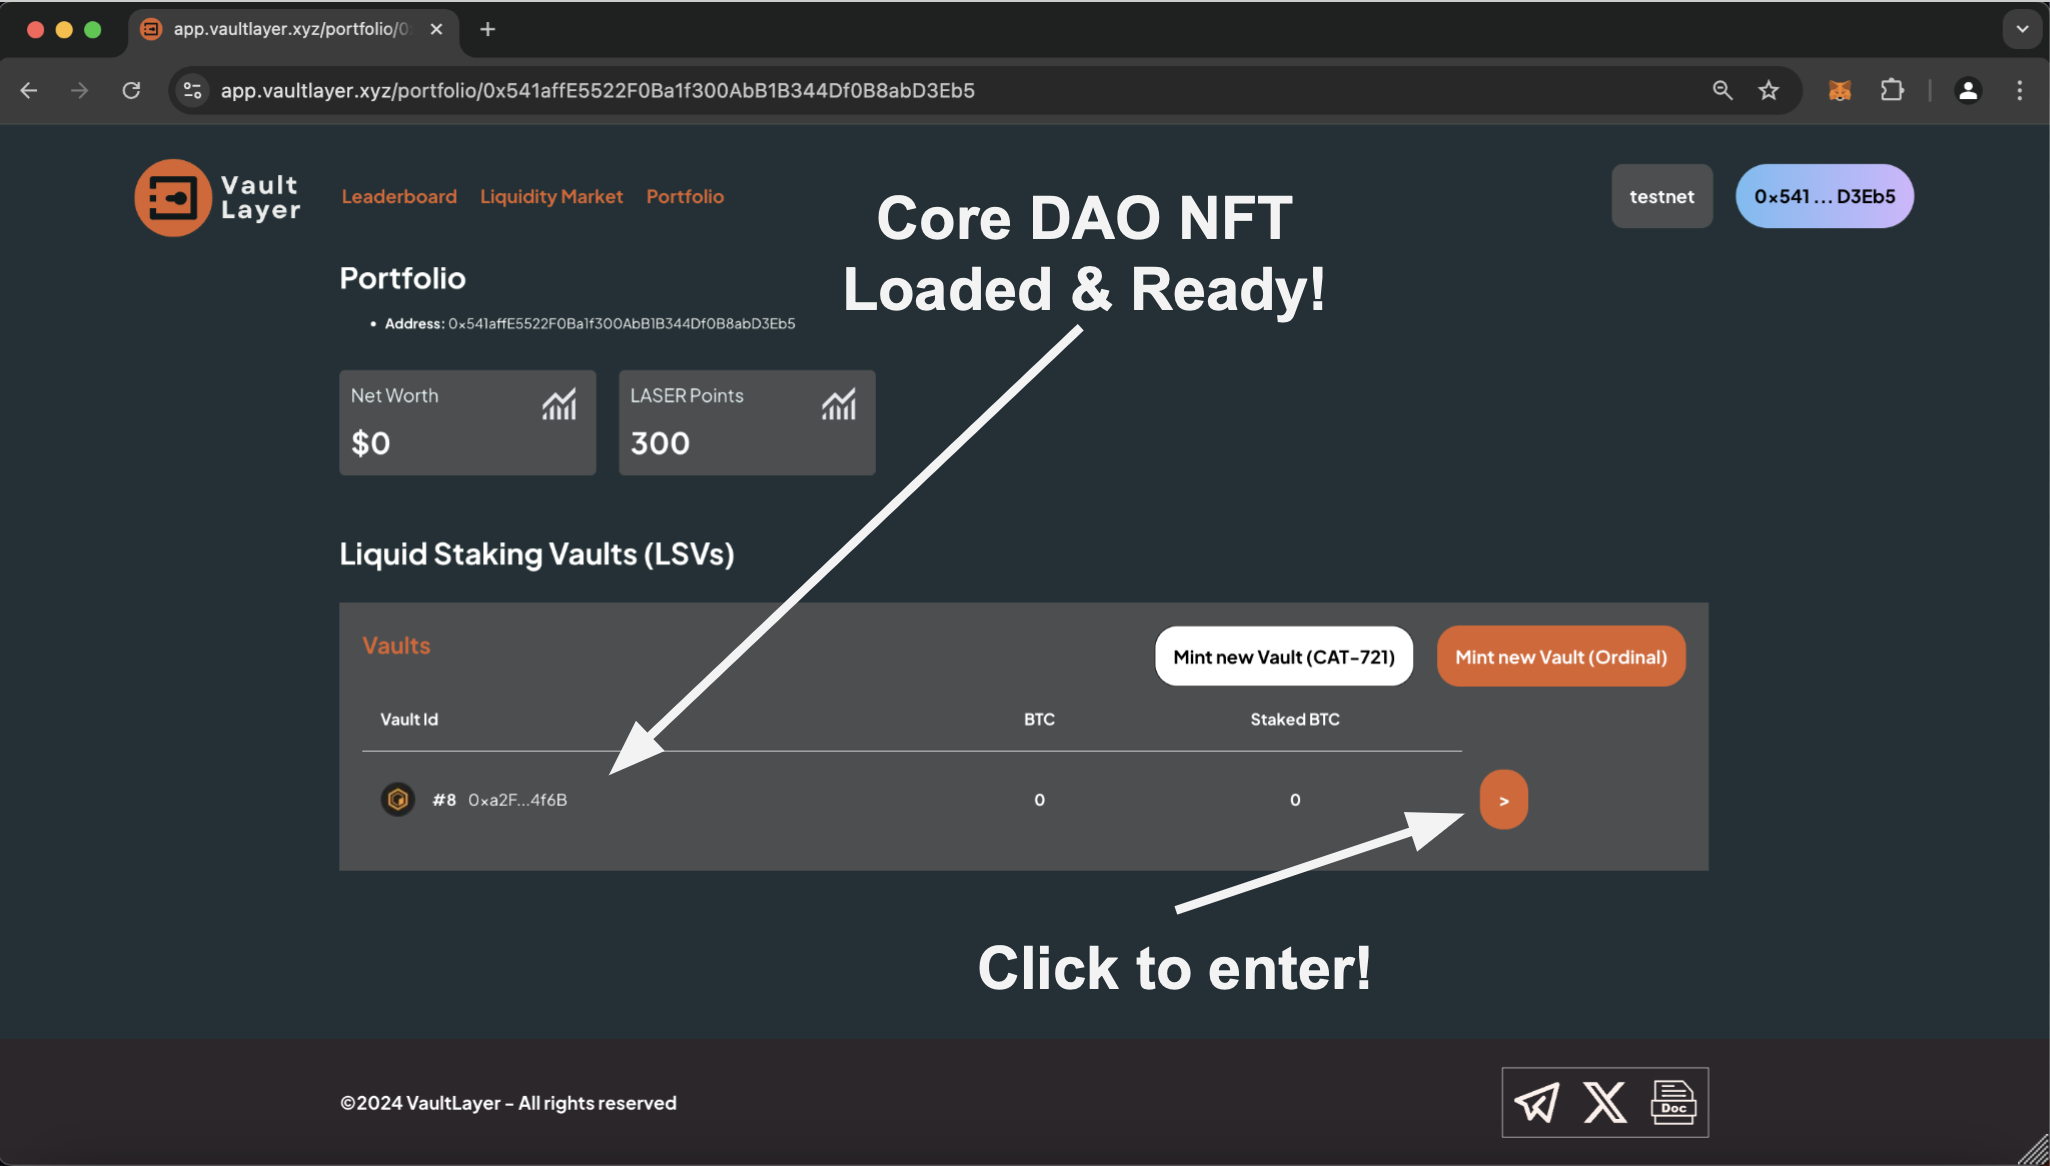 app.vaultlayer.xyz/portfolio/0
app.vaultlayer.xyz/portfolio/0x541affE5522F0Ba1f300AbB1B344Df0B8abD3Eb5
Vault
Layer
Leaderboard
Liquidity Market
Portfolio
testnet
0x541 ... D3Eb5
Core DAO NFT
Loaded & Ready!
Portfolio
• Address: 0x541affE5522F0Ba1f300AbB1B344Df0B8abD3Eb5
Net Worth
$0
LASER Points
300
Liquid Staking Vaults (LSVs)
Vaults
Mint new Vault (CAT-721)
Mint new Vault (Ordinal)
Vault Id
BTC
Staked BTC
#8 0xa2F...4f6B
0
0
>
Click to enter!
©2024 VaultLayer - All rights reserved
Doc